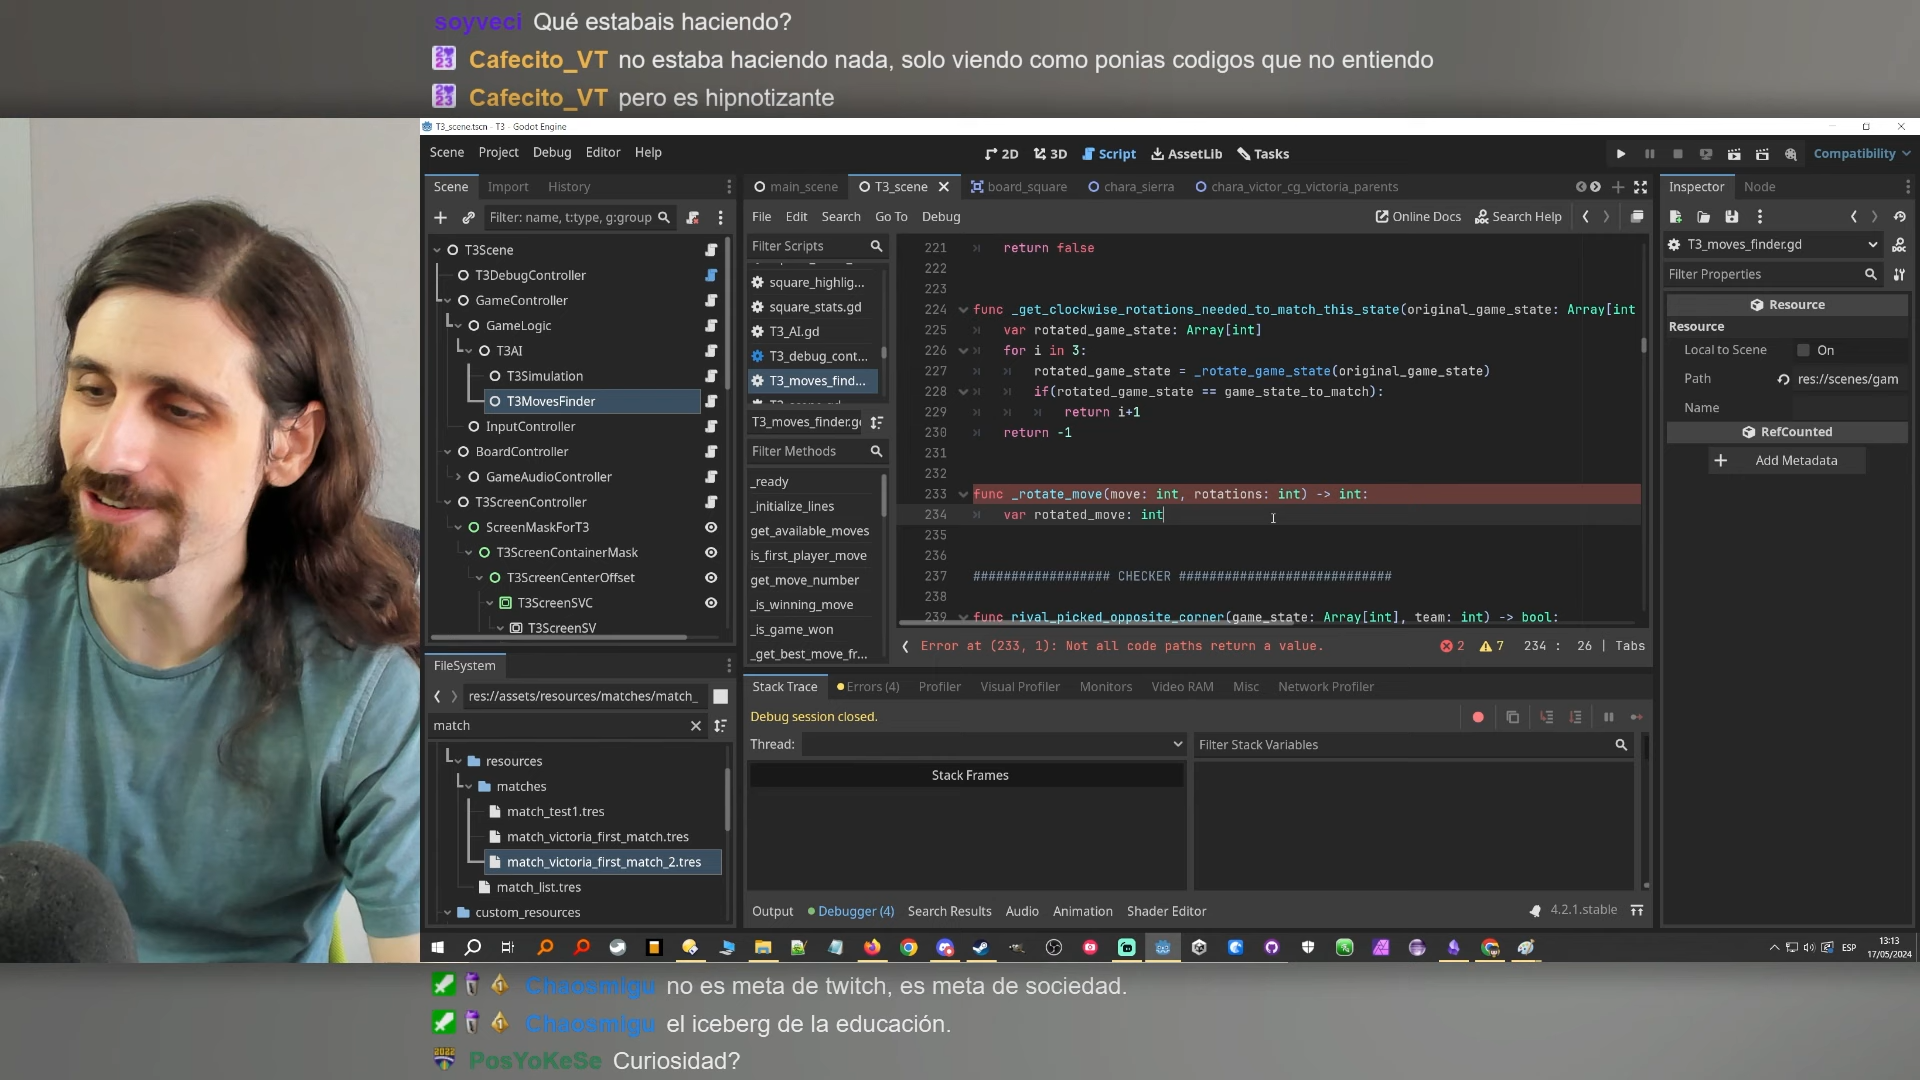 soyveci Qué estabais haciendo?
Cafecito_VT no estaba haciendo nada, solo viendo como ponias codigos que no entiendo
Cafecito_VT pero es hipnotizante
T3_scene.tscn - T3 - Godot Engine
Scene Project Debug Editor Help
2D 3D Script AssetLib Tasks
Compatibility
Scene Import History
main_scene T3_scene board_square chara_sierra chara_victor_cg_victoria_parents
Inspector Node
Filter: name, t:type, g:group
File Edit Search Go To Debug
Online Docs Search Help
T3Scene
T3DebugController
GameController
GameLogic
T3AI
T3Simulation
T3MovesFinder
InputController
BoardController
GameAudioController
T3ScreenController
ScreenMaskForT3
T3ScreenContainerMask
T3ScreenCenterOffset
T3ScreenSVC
T3ScreenSV
FileSystem
res://assets/resources/matches/match_
match
resources
matches
match_test1.tres
match_victoria_first_match.tres
match_victoria_first_match_2.tres
match_list.tres
custom_resources
Filter Scripts
square_highlig...
square_stats.gd
T3_AI.gd
T3_debug_cont...
T3_moves_find...
T3_moves_finder.g
Filter Methods
_ready
_initialize_lines
get_available_moves
is_first_player_move
get_move_number
_is_winning_move
_is_game_won
_get_best_move_fr...
221 return false
222
223
224 func _get_clockwise_rotations_needed_to_match_this_state(original_game_state: Array[int
225 var rotated_game_state: Array[int]
226 for i in 3:
227 rotated_game_state = _rotate_game_state(original_game_state)
228 if(rotated_game_state == game_state_to_match):
229 return i+1
230 return -1
231
232
233 func _rotate_move(move: int, rotations: int) -> int:
234 var rotated_move: int
235
236
237 ################## CHECKER ############################
238
239 func rival_picked_opposite_corner(game_state: Array[int], team: int) -> bool:
Error at (233, 1): Not all code paths return a value.
2 7 234 : 26 | Tabs
Stack Trace Errors (4) Profiler Visual Profiler Monitors Video RAM Misc Network Profiler
Debug session closed.
Thread:
Filter Stack Variables
Stack Frames
Output Debugger (4) Search Results Audio Animation Shader Editor
4.2.1.stable
T3_moves_finder.gd
Filter Properties
Resource
Resource
Local to Scene On
Path res://scenes/gam
Name
RefCounted
Add Metadata
ESP
13:13
17/05/2024
Chaosmigu no es meta de twitch, es meta de sociedad.
Chaosmigu el iceberg de la educación.
PosYoKeSe Curiosidad?